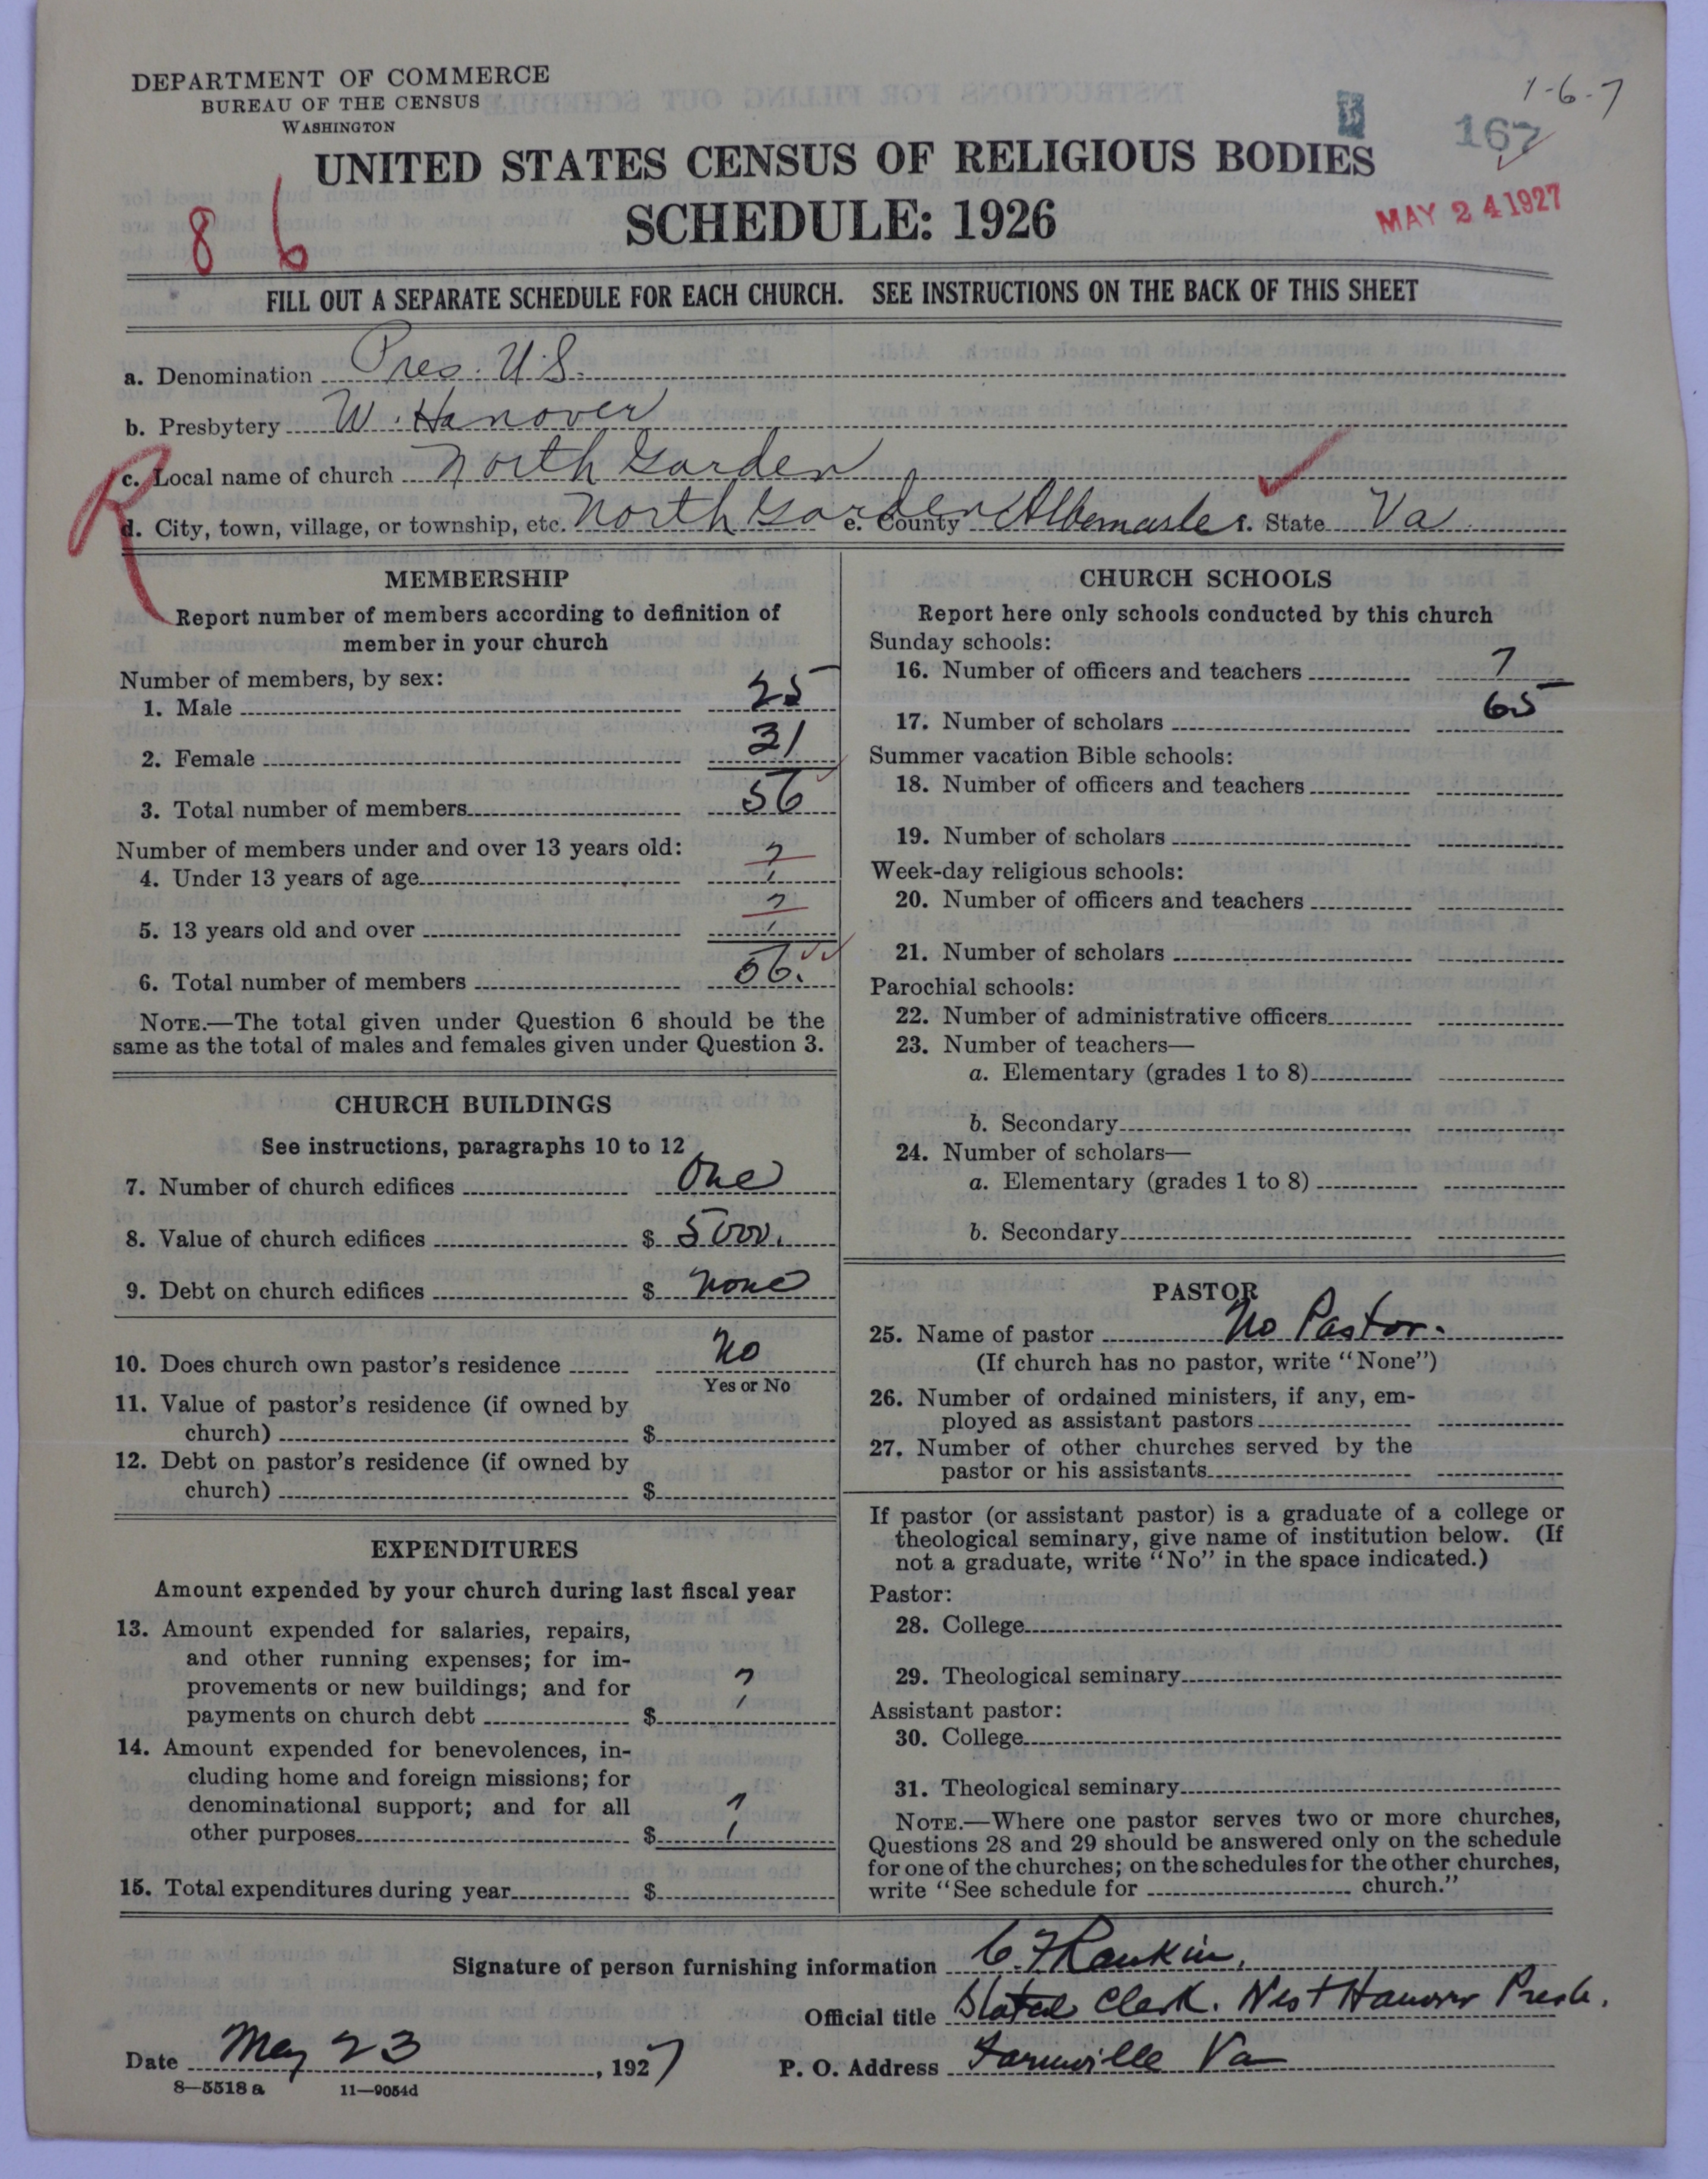 DEPARTMENT OF COMMERCE
BUREAU OF THE CENSUS
WASHINGTON
1-6-7
167
UNITED STATES CENSUS OF RELIGIOUS BODIES
SCHEDULE: 1926
MAY 24 1927
8 6
FILL OUT A SEPARATE SCHEDULE FOR EACH CHURCH. SEE INSTRUCTIONS ON THE BACK OF THIS SHEET
a. Denomination Pres. U.S.
b. Presbytery W. Hanover
R
c. Local name of church North Garden
d. City, town, village, or township, etc. North Garden e. County Albemarle f. State Va
MEMBERSHIP
Report number of members according to definition of
member in your church
Number of members, by sex:
1. Male 25
2. Female 31
3. Total number of members 56
Number of members under and over 13 years old:
4. Under 13 years of age ?
5. 13 years old and over ?
6. Total number of members 56.
NOTE.—The total given under Question 6 should be the
same as the total of males and females given under Question 3.
CHURCH BUILDINGS
See instructions, paragraphs 10 to 12
7. Number of church edifices One
8. Value of church edifices $ 5000.
9. Debt on church edifices $ none
10. Does church own pastor's residence No
Yes or No
11. Value of pastor's residence (if owned by
church) $
12. Debt on pastor's residence (if owned by
church) $
EXPENDITURES
Amount expended by your church during last fiscal year
13. Amount expended for salaries, repairs,
and other running expenses; for im-
provements or new buildings; and for
payments on church debt $ ?
14. Amount expended for benevolences, in-
cluding home and foreign missions; for
denominational support; and for all
other purposes $ ?
15. Total expenditures during year $
CHURCH SCHOOLS
Report here only schools conducted by this church
Sunday schools:
16. Number of officers and teachers 7
17. Number of scholars 65
Summer vacation Bible schools:
18. Number of officers and teachers
19. Number of scholars
Week-day religious schools:
20. Number of officers and teachers
21. Number of scholars
Parochial schools:
22. Number of administrative officers
23. Number of teachers—
a. Elementary (grades 1 to 8)
b. Secondary
24. Number of scholars—
a. Elementary (grades 1 to 8)
b. Secondary
PASTOR
25. Name of pastor No Pastor.
(If church has no pastor, write "None")
26. Number of ordained ministers, if any, em-
ployed as assistant pastors
27. Number of other churches served by the
pastor or his assistants
If pastor (or assistant pastor) is a graduate of a college or
theological seminary, give name of institution below. (If
not a graduate, write "No" in the space indicated.)
Pastor:
28. College
29. Theological seminary
Assistant pastor:
30. College
31. Theological seminary
NOTE.—Where one pastor serves two or more churches,
Questions 28 and 29 should be answered only on the schedule
for one of the churches; on the schedules for the other churches,
write "See schedule for church."
Signature of person furnishing information C. F. Rankin,
Official title Stated Clerk. West Hanover Presb.
Date May 23, 1927 P. O. Address Farmville Va
8—5518 a 11—9054d